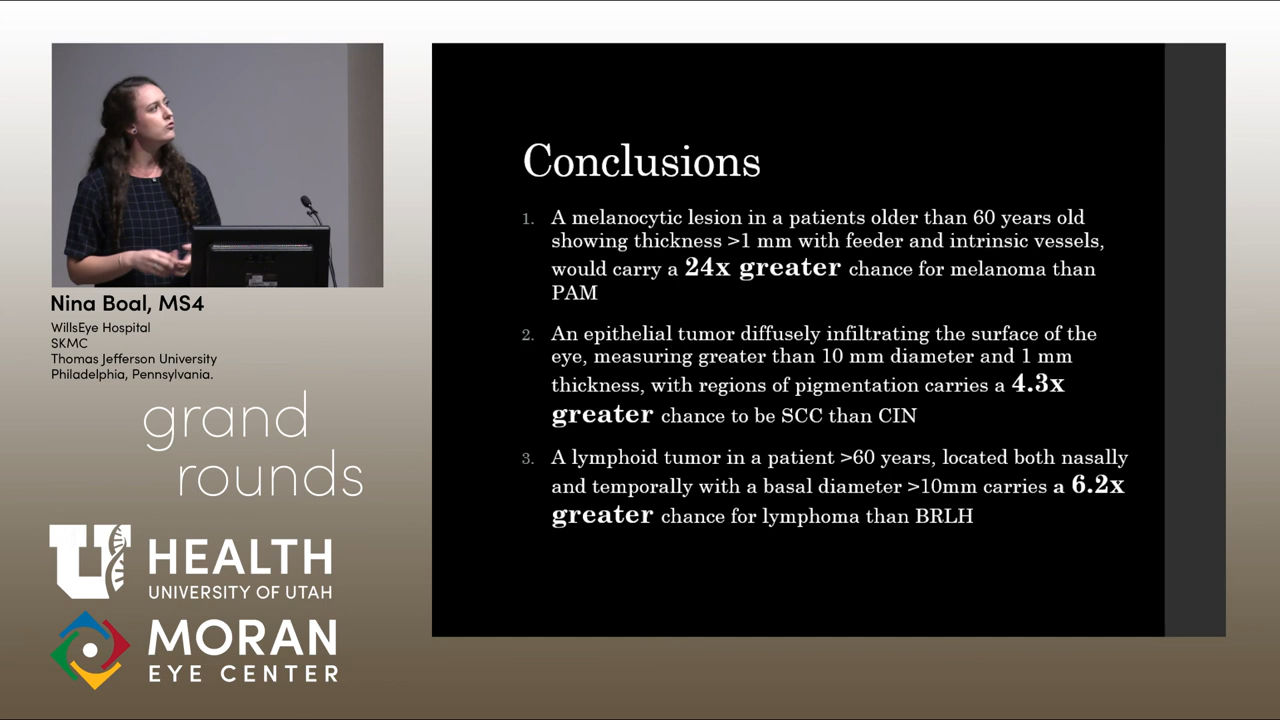 Nina Boal, MS4
WillsEye Hospital
SKMC
Thomas Jefferson University
Philadelphia, Pennsylvania.
grand
rounds
U HEALTH
UNIVERSITY OF UTAH
MORAN
EYE CENTER
Conclusions
1. A melanocytic lesion in a patients older than 60 years old
showing thickness >1 mm with feeder and intrinsic vessels,
would carry a 24x greater chance for melanoma than
PAM
2. An epithelial tumor diffusely infiltrating the surface of the
eye, measuring greater than 10 mm diameter and 1 mm
thickness, with regions of pigmentation carries a 4.3x
greater chance to be SCC than CIN
3. A lymphoid tumor in a patient >60 years, located both nasally
and temporally with a basal diameter >10mm carries a 6.2x
greater chance for lymphoma than BRLH